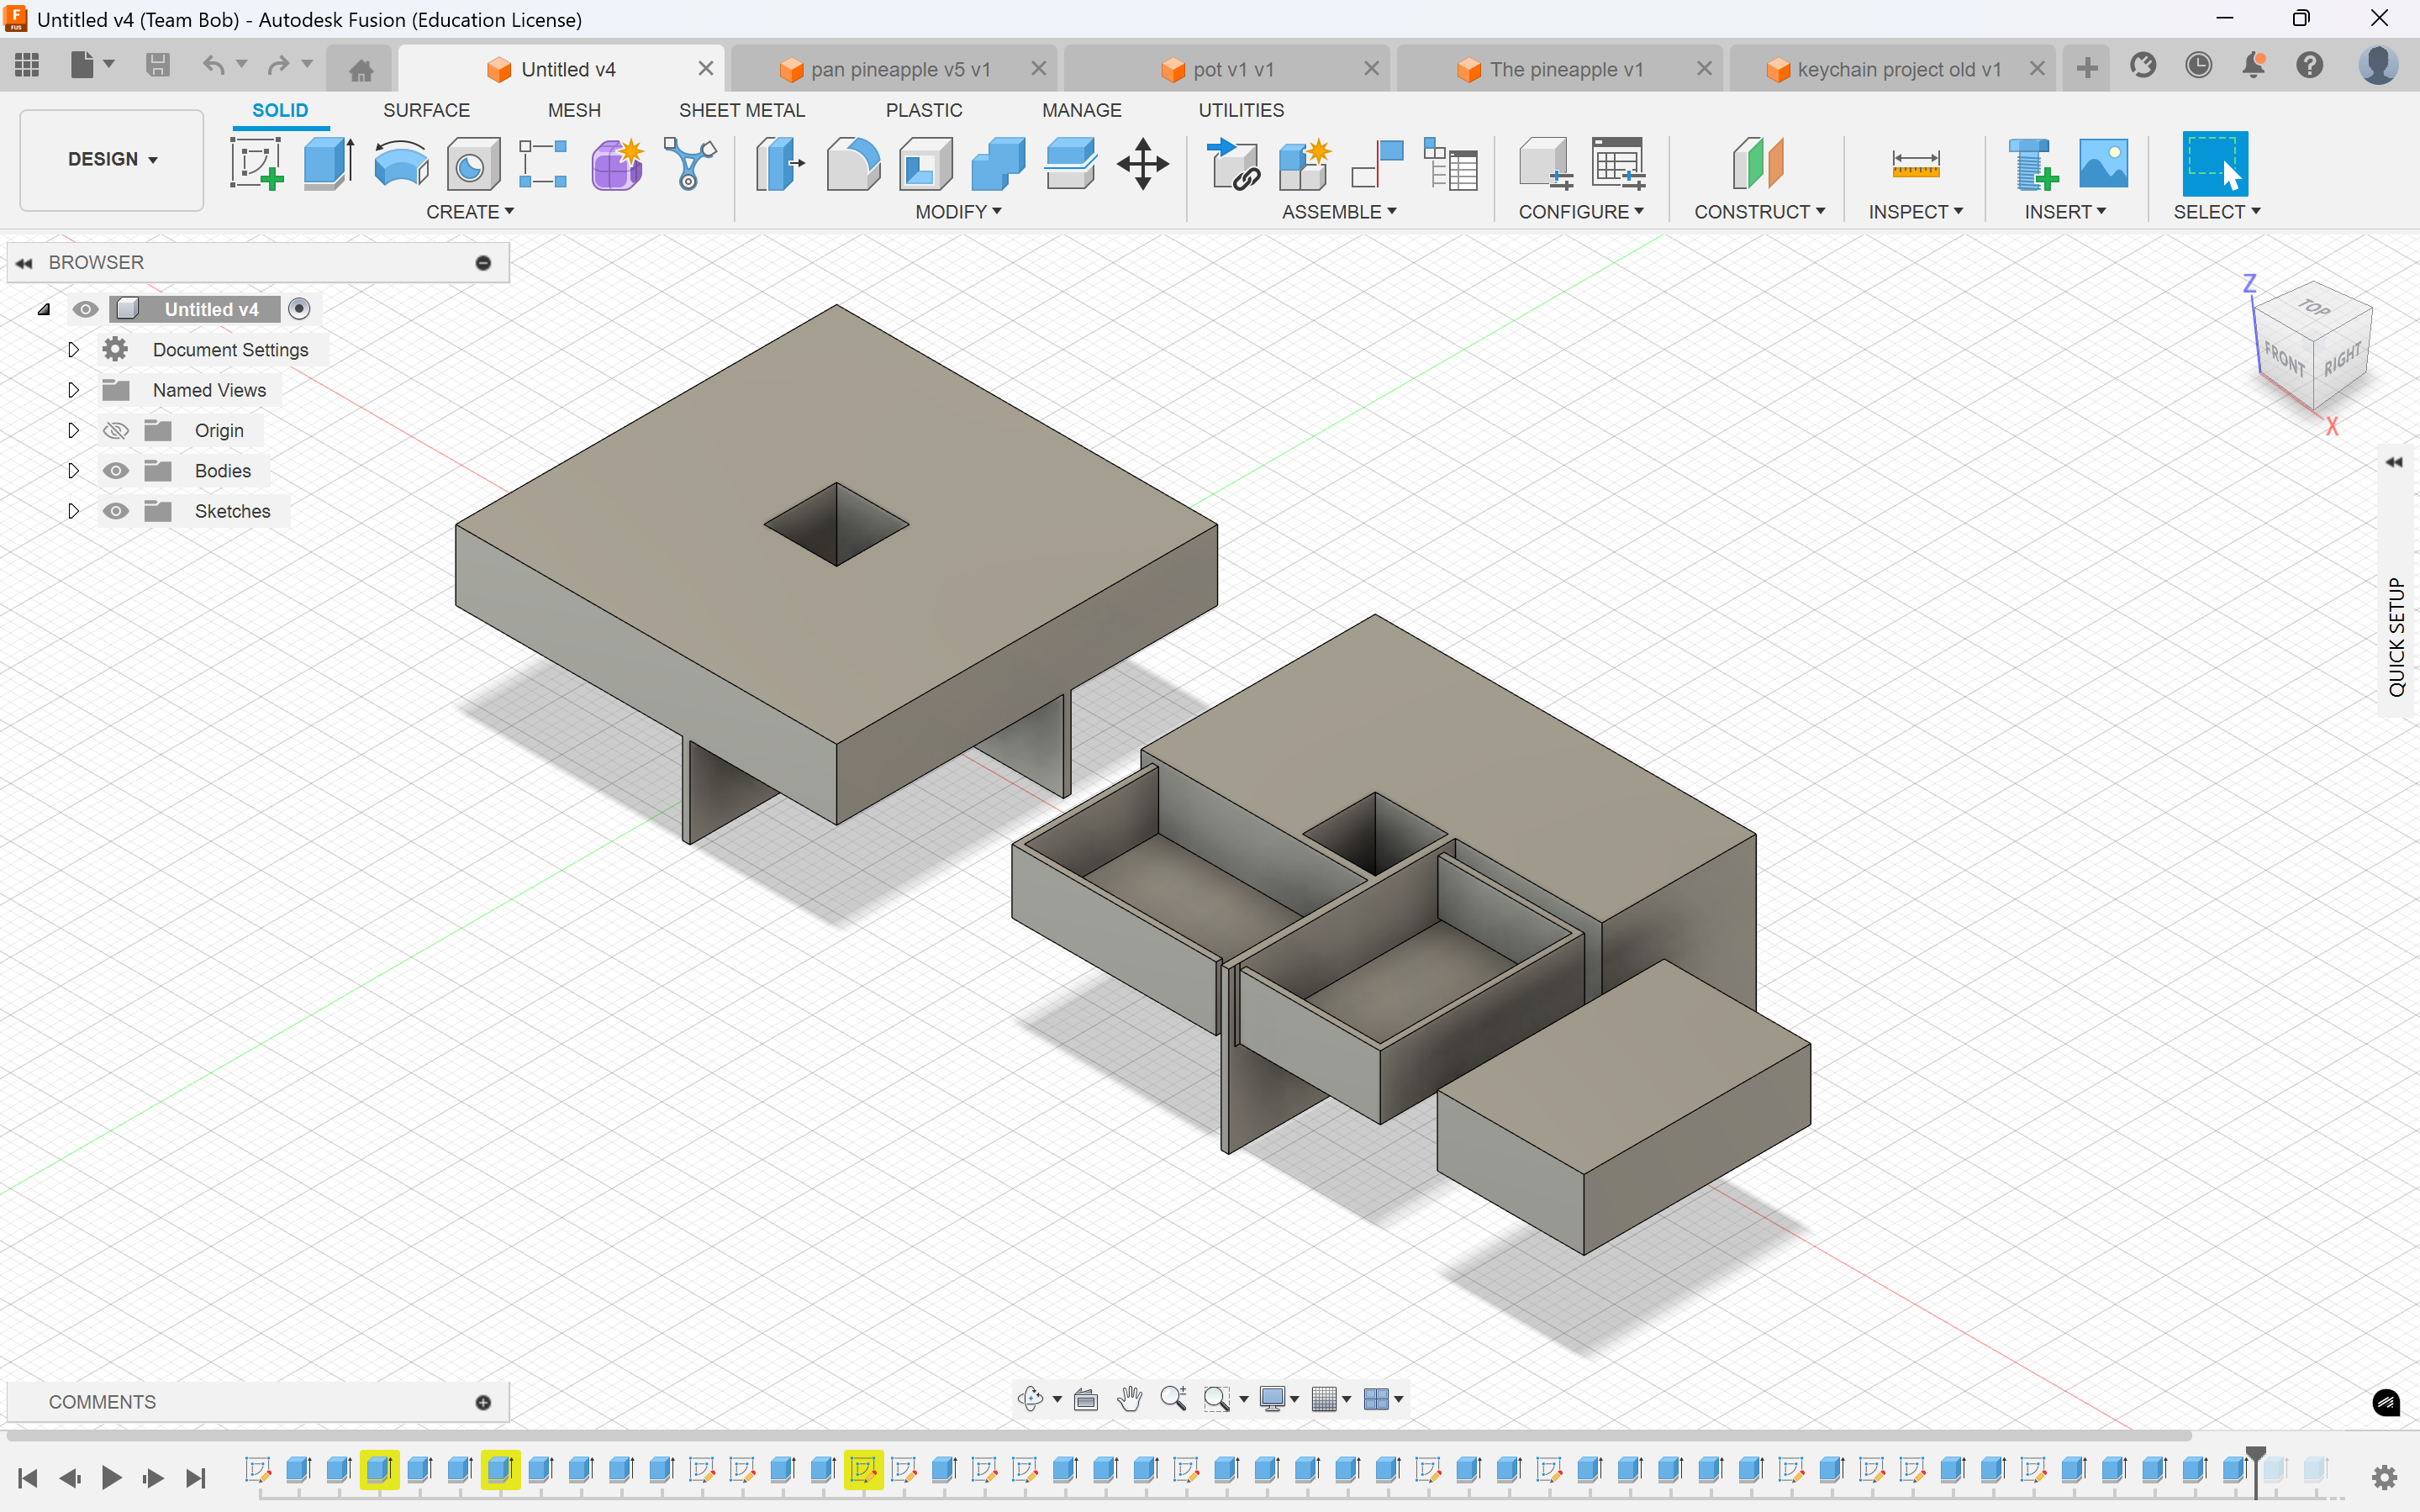 Untitled v4 (Team Bob) - Autodesk Fusion (Education License)
Untitled v4
pan pineapple v5 v1
pot v1 v1
The pineapple v1
keychain project old v1
SOLID
SURFACE
MESH
SHEET METAL
PLASTIC
MANAGE
UTILITIES
DESIGN
CREATE
MODIFY
ASSEMBLE
CONFIGURE
CONSTRUCT
INSPECT
INSERT
SELECT
BROWSER
Untitled v4
Document Settings
Named Views
Origin
Bodies
Sketches
Z
TOP
FRONT
RIGHT
X
QUICK SETUP
COMMENTS